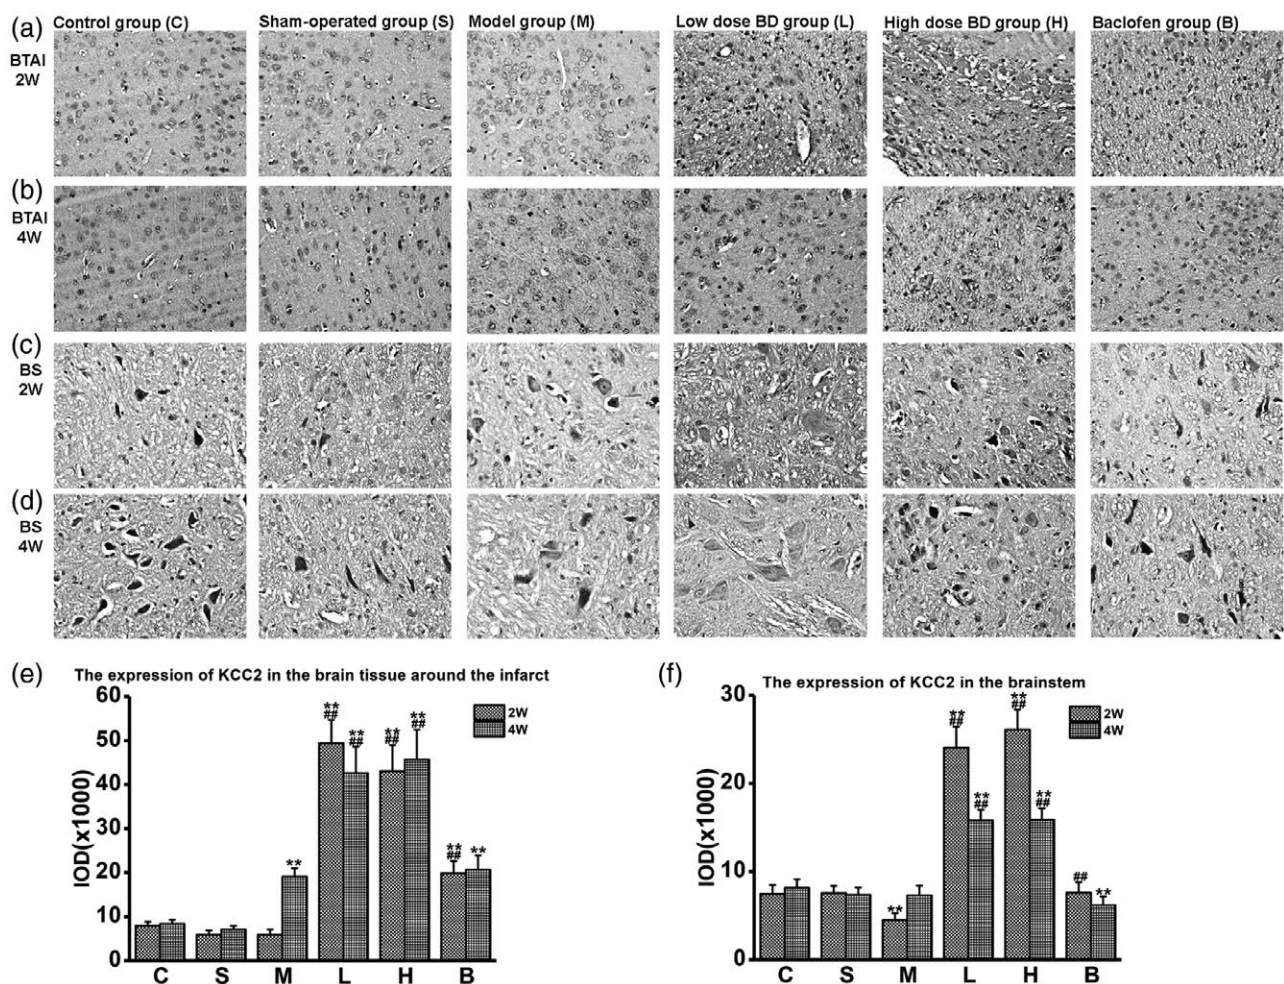 Control group (C) Sham-operated group (S) Model group (M) Low dose BD group (L) High dose BD group (H) Baclofen group (B)
(a)
BTAI
2W
(b)
BTAI
4W
(c)
BS
2W
(d)
BS
4W
(e)
The expression of KCC2 in the brain tissue around the infarct
IOD(x1000)
60
50
40
30
20
10
0
2W
4W
**
**
##
**
##
**
##
**
##
**
##
**
C S M L H B
(f)
The expression of KCC2 in the brainstem
IOD(x1000)
30
20
10
0
2W
4W
**
**
##
**
##
**
##
**
##
##
**
C S M L H B